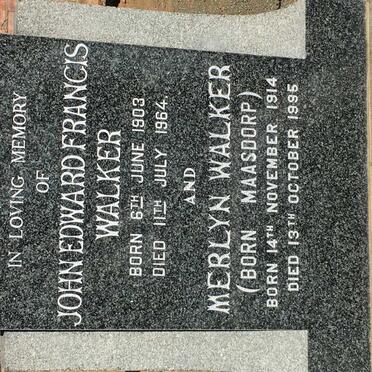 IN LOVING MEMORY
OF
JOHN EDWARD FRANCIS
WALKER
BORN 6TH JUNE 1903
DIED 11TH JULY 1964.
AND
MERLYN WALKER
(BORN MAASDORP)
BORN 14TH NOVEMBER 1914
DIED 13TH OCTOBER 1995